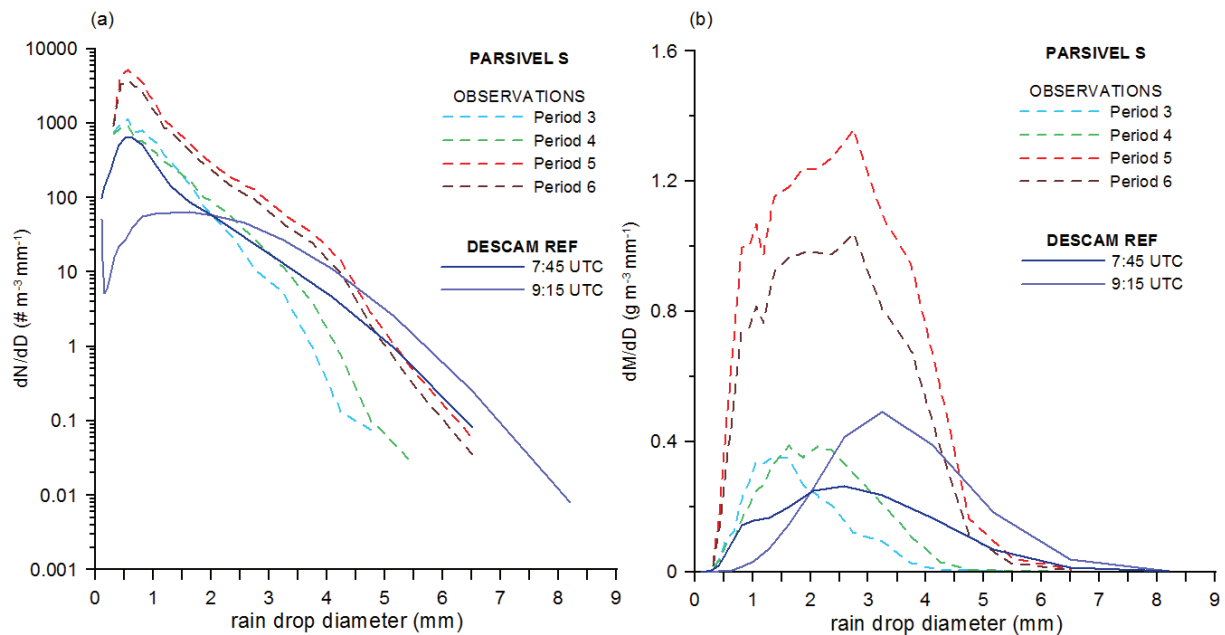 (a)
10000
1000
100
10
1
0.1
0.01
0.001
dN/dD (# m⁻³ mm⁻¹)
0 1 2 3 4 5 6 7 8 9
rain drop diameter (mm)
PARSIVEL S
OBSERVATIONS
Period 3
Period 4
Period 5
Period 6
DESCAM REF
7:45 UTC
9:15 UTC
(b)
1.6
1.2
0.8
0.4
0
dM/dD (g m⁻³ mm⁻¹)
0 1 2 3 4 5 6 7 8 9
rain drop diameter (mm)
PARSIVEL S
OBSERVATIONS
Period 3
Period 4
Period 5
Period 6
DESCAM REF
7:45 UTC
9:15 UTC